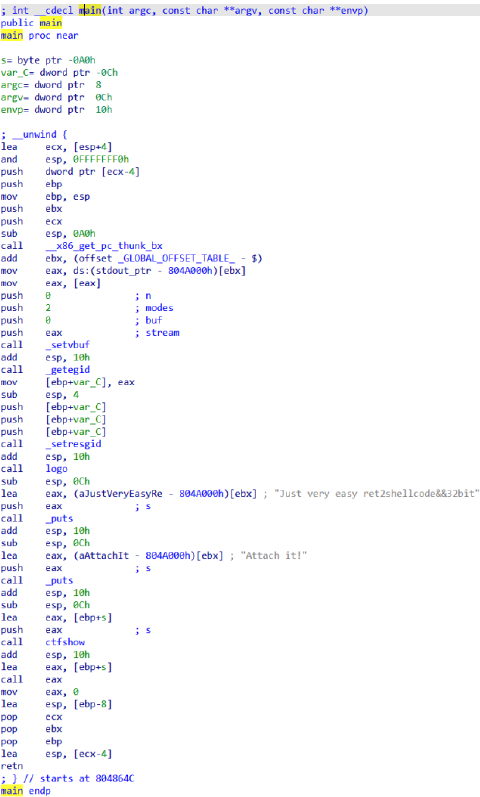 ; int __cdecl main(int argc, const char **argv, const char **envp)
public main
main proc near
s= byte ptr -0A0h
var_C= dword ptr -0Ch
argc= dword ptr  8
argv= dword ptr  0Ch
envp= dword ptr  10h
; __unwind {
lea     ecx, [esp+4]
and     esp, 0FFFFFFF0h
push    dword ptr [ecx-4]
push    ebp
mov     ebp, esp
push    ebx
push    ecx
sub     esp, 0A0h
call    __x86_get_pc_thunk_bx
add     ebx, (offset _GLOBAL_OFFSET_TABLE_ - $)
mov     eax, ds:(stdout_ptr - 804A000h)[ebx]
mov     eax, [eax]
push    0               ; n
push    2               ; modes
push    0               ; buf
push    eax             ; stream
call    _setvbuf
add     esp, 10h
call    _getegid
mov     [ebp+var_C], eax
sub     esp, 4
push    [ebp+var_C]
push    [ebp+var_C]
push    [ebp+var_C]
call    _setresgid
add     esp, 10h
call    logo
sub     esp, 0Ch
lea     eax, (aJustVeryEasyRe - 804A000h)[ebx] ; "Just very easy ret2shellcode&&32bit"
push    eax             ; s
call    _puts
add     esp, 10h
sub     esp, 0Ch
lea     eax, (aAttachIt - 804A000h)[ebx] ; "Attach it!"
push    eax             ; s
call    _puts
add     esp, 10h
sub     esp, 0Ch
lea     eax, [ebp+s]
push    eax             ; s
call    ctfshow
add     esp, 10h
lea     eax, [ebp+s]
call    eax
mov     eax, 0
lea     esp, [ebp-8]
pop     ecx
pop     ebx
pop     ebp
lea     esp, [ecx-4]
retn
; } // starts at 804864C
main endp